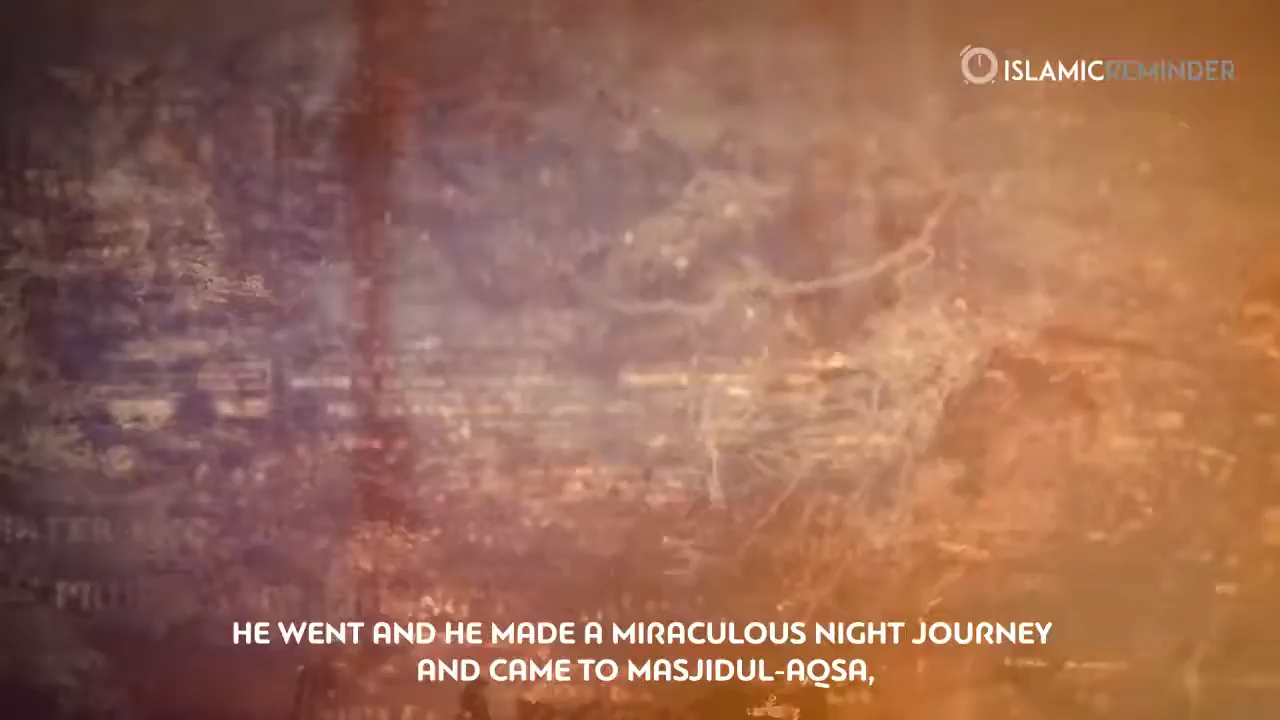 ISLAMICREMINDER
HE WENT AND HE MADE A MIRACULOUS NIGHT JOURNEY
AND CAME TO MASJIDUL-AQSA,